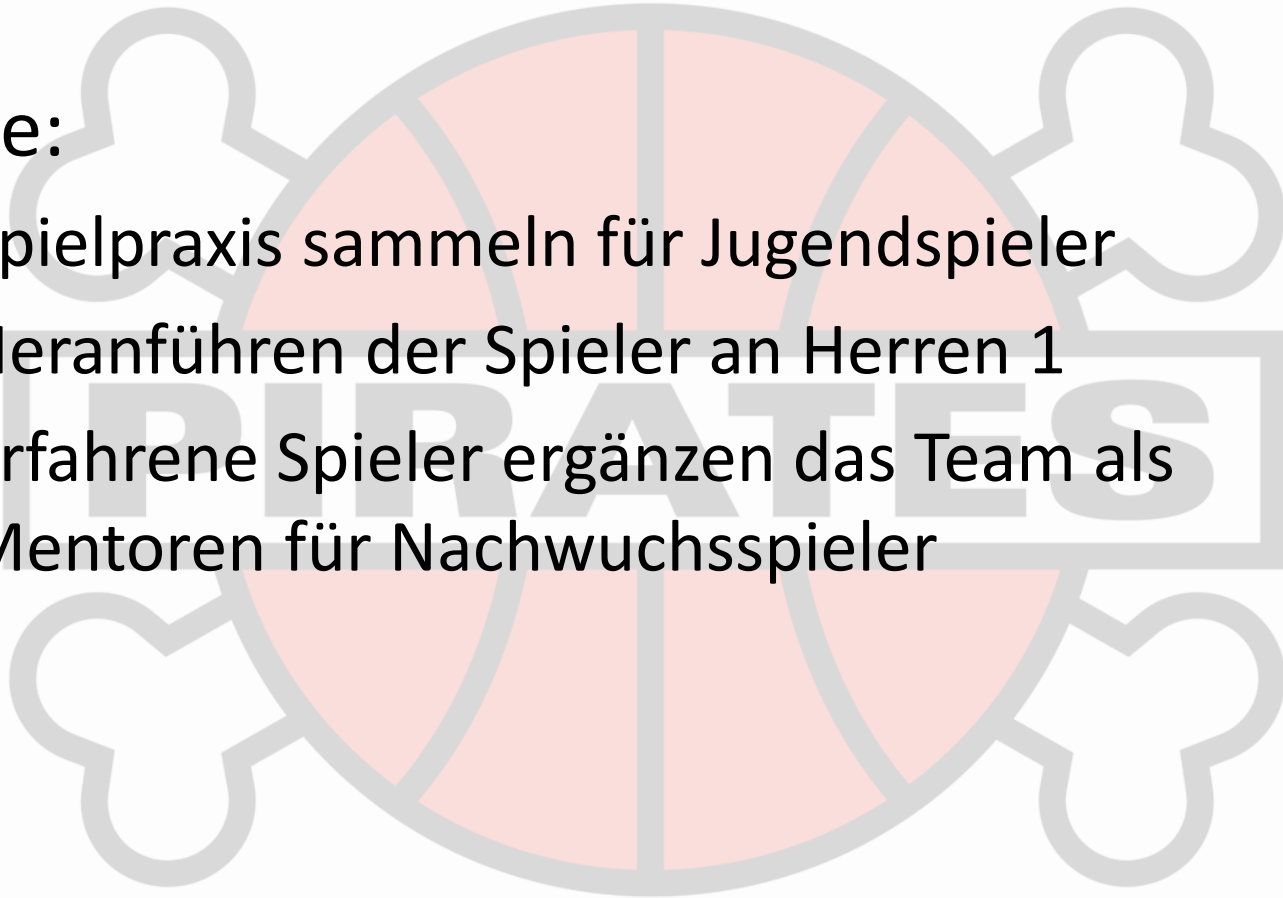 e:
pielpraxis sammeln für Jugendspieler
eranführen der Spieler an Herren 1
rfahrene Spieler ergänzen das Team als
Mentoren für Nachwuchsspieler
PIRATES